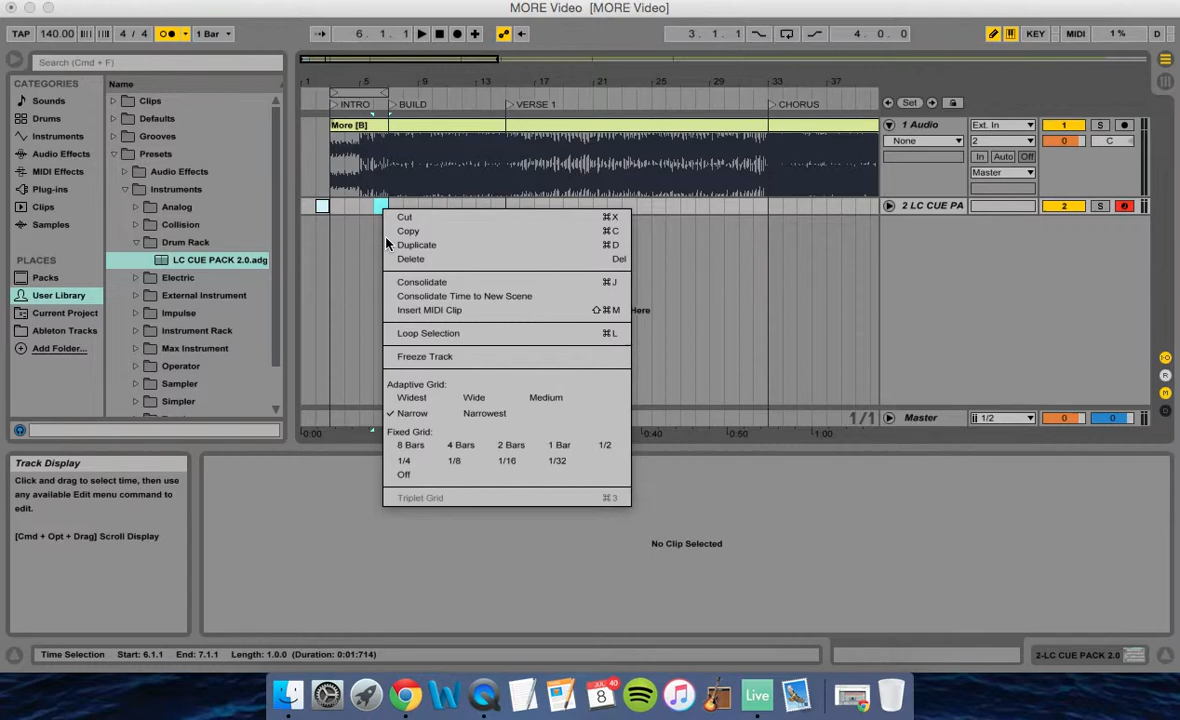 MORE Video  [MORE Video]
TAP 140.00 4 / 4 1 Bar 6. 1. 1 3. 1. 1 4. 0. 0 KEY MIDI 1 % D
Search (Cmd + F)
CATEGORIES
Sounds
Drums
Instruments
Audio Effects
MIDI Effects
Plug-ins
Clips
Samples
PLACES
Packs
User Library
Current Project
Ableton Tracks
Add Folder...
Name
Clips
Defaults
Grooves
Presets
Audio Effects
Instruments
Analog
Collision
Drum Rack
LC CUE PACK 2.0.adg
Electric
External Instrument
Impulse
Instrument Rack
Max Instrument
Operator
Sampler
Simpler
1 5 9 13 17 21 25 29 33 37
INTRO BUILD VERSE 1 CHORUS Set
More [B]
1 Audio Ext. In 1 S
None 2 0 C
In Auto Off
Master
2 LC CUE PA 2 S
Cut ⌘X
Copy ⌘C
Duplicate ⌘D
Delete Del
Consolidate ⌘J
Consolidate Time to New Scene
Insert MIDI Clip ⇧⌘M
Here
Loop Selection ⌘L
Freeze Track
Adaptive Grid:
Widest Wide Medium
Narrow Narrowest
Fixed Grid:
8 Bars 4 Bars 2 Bars 1 Bar 1/2
1/4 1/8 1/16 1/32
Off
Triplet Grid ⌘3
1/1 Master 1/2 0 0
0:00 0:40 0:50 1:00
I·O
R
M
D
Track Display
Click and drag to select time, then use
any available Edit menu command to
edit.
[Cmd + Opt + Drag] Scroll Display
No Clip Selected
Time Selection Start: 6.1.1 End: 7.1.1 Length: 1.0.0 (Duration: 0:01:714)
2-LC CUE PACK 2.0
JUL 8
40
Live